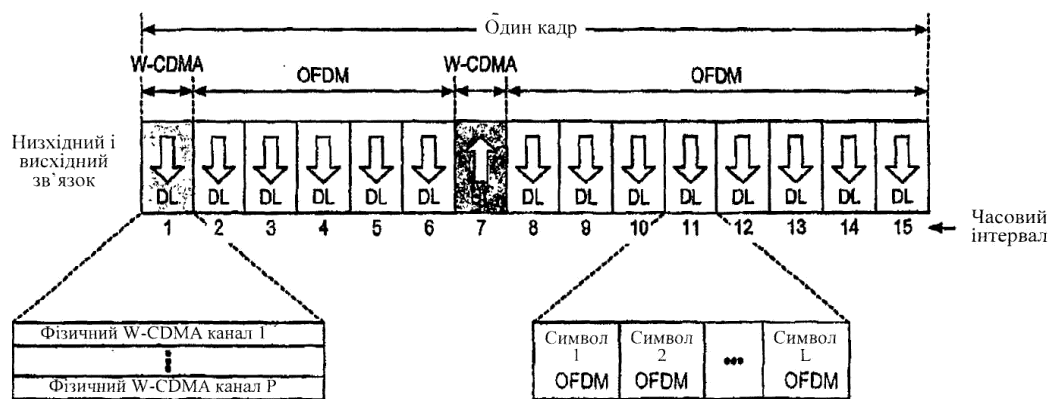 Один кадр
W-CDMA OFDM W-CDMA OFDM
Низхідний і
висхідний
зв’язок
DL DL DL DL DL DL DL DL DL DL DL DL DL DL
1 2 3 4 5 6 7 8 9 10 11 12 13 14 15
Часовий
інтервал
Фізичний W-CDMA канал 1
Фізичний W-CDMA канал P
Символ Символ Символ
1 2 L
OFDM OFDM OFDM